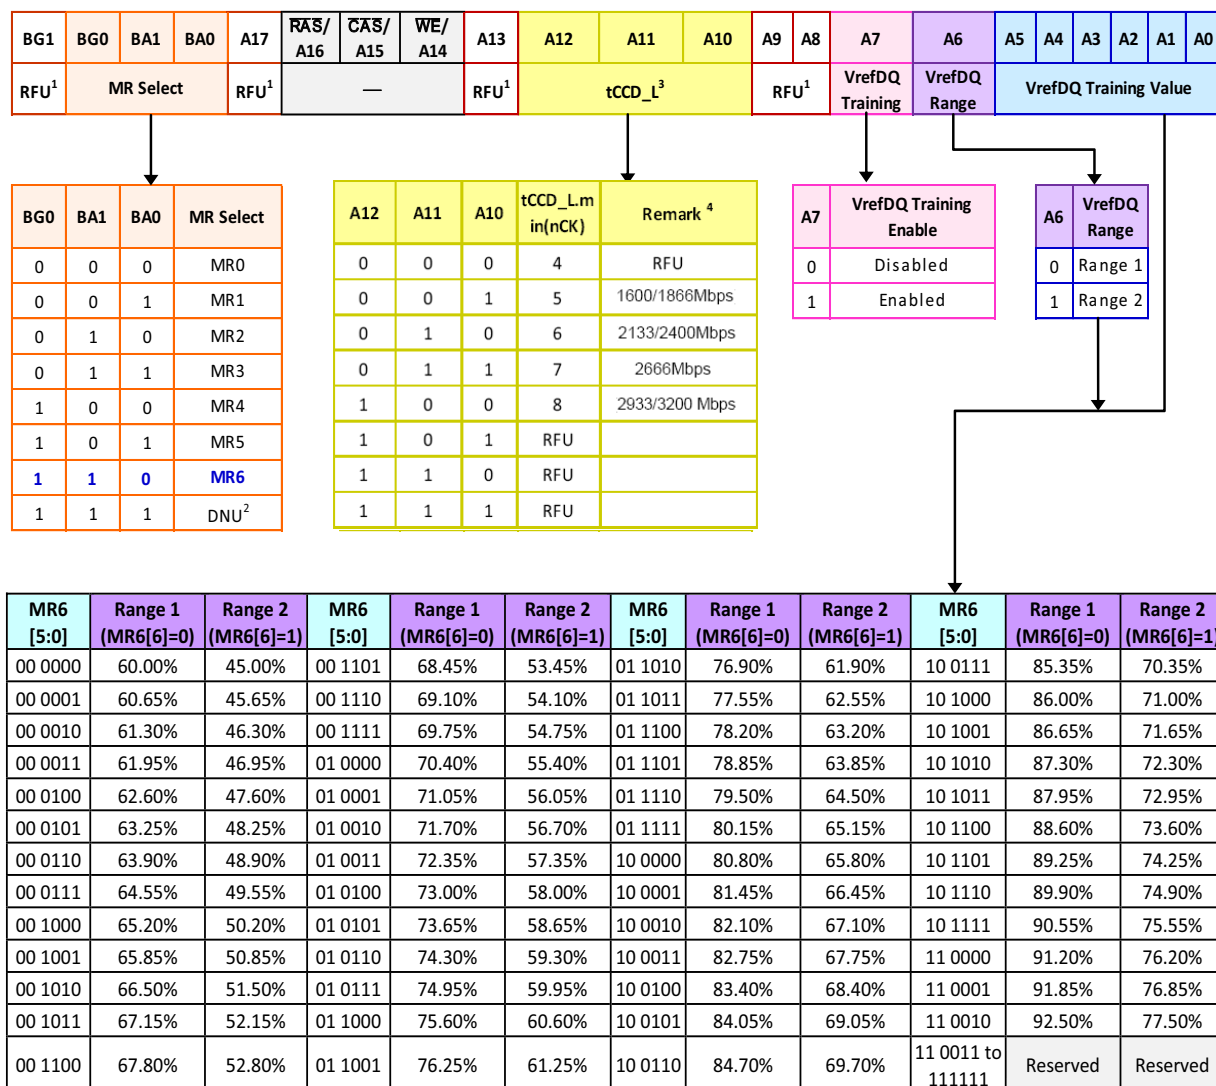 BG1 BG0 BA1 BA0 A17 RAS/ A16 CAS/ A15 WE/ A14 A13 A12 A11 A10 A9 A8 A7 A6 A5 A4 A3 A2 A1 A0
RFU1 MR Select RFU1 — RFU1 tCCD_L3 RFU1 VrefDQ Training VrefDQ Range VrefDQ Training Value
BG0 BA1 BA0 MR Select
0 0 0 MR0
0 0 1 MR1
0 1 0 MR2
0 1 1 MR3
1 0 0 MR4
1 0 1 MR5
1 1 0 MR6
1 1 1 DNU2
A12 A11 A10 tCCD_L.m in(nCK) Remark 4
0 0 0 4 RFU
0 0 1 5 1600/1866Mbps
0 1 0 6 2133/2400Mbps
0 1 1 7 2666Mbps
1 0 0 8 2933/3200 Mbps
1 0 1 RFU
1 1 0 RFU
1 1 1 RFU
A7 VrefDQ Training Enable
0 Disabled
1 Enabled
A6 VrefDQ Range
0 Range 1
1 Range 2
MR6 [5:0] Range 1 (MR6[6]=0) Range 2 (MR6[6]=1) MR6 [5:0] Range 1 (MR6[6]=0) Range 2 (MR6[6]=1) MR6 [5:0] Range 1 (MR6[6]=0) Range 2 (MR6[6]=1) MR6 [5:0] Range 1 (MR6[6]=0) Range 2 (MR6[6]=1
00 0000 60.00% 45.00% 00 1101 68.45% 53.45% 01 1010 76.90% 61.90% 10 0111 85.35% 70.35%
00 0001 60.65% 45.65% 00 1110 69.10% 54.10% 01 1011 77.55% 62.55% 10 1000 86.00% 71.00%
00 0010 61.30% 46.30% 00 1111 69.75% 54.75% 01 1100 78.20% 63.20% 10 1001 86.65% 71.65%
00 0011 61.95% 46.95% 01 0000 70.40% 55.40% 01 1101 78.85% 63.85% 10 1010 87.30% 72.30%
00 0100 62.60% 47.60% 01 0001 71.05% 56.05% 01 1110 79.50% 64.50% 10 1011 87.95% 72.95%
00 0101 63.25% 48.25% 01 0010 71.70% 56.70% 01 1111 80.15% 65.15% 10 1100 88.60% 73.60%
00 0110 63.90% 48.90% 01 0011 72.35% 57.35% 10 0000 80.80% 65.80% 10 1101 89.25% 74.25%
00 0111 64.55% 49.55% 01 0100 73.00% 58.00% 10 0001 81.45% 66.45% 10 1110 89.90% 74.90%
00 1000 65.20% 50.20% 01 0101 73.65% 58.65% 10 0010 82.10% 67.10% 10 1111 90.55% 75.55%
00 1001 65.85% 50.85% 01 0110 74.30% 59.30% 10 0011 82.75% 67.75% 11 0000 91.20% 76.20%
00 1010 66.50% 51.50% 01 0111 74.95% 59.95% 10 0100 83.40% 68.40% 11 0001 91.85% 76.85%
00 1011 67.15% 52.15% 01 1000 75.60% 60.60% 10 0101 84.05% 69.05% 11 0010 92.50% 77.50%
00 1100 67.80% 52.80% 01 1001 76.25% 61.25% 10 0110 84.70% 69.70% 11 0011 to 111111 Reserved Reserved